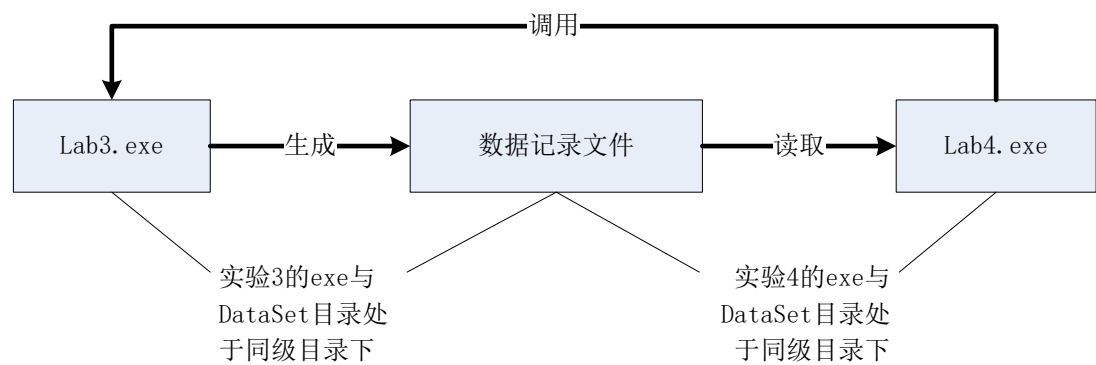 调用
Lab3.exe
生成
数据记录文件
读取
Lab4.exe
实验3的exe与
DataSet目录处
于同级目录下
实验4的exe与
DataSet目录处
于同级目录下